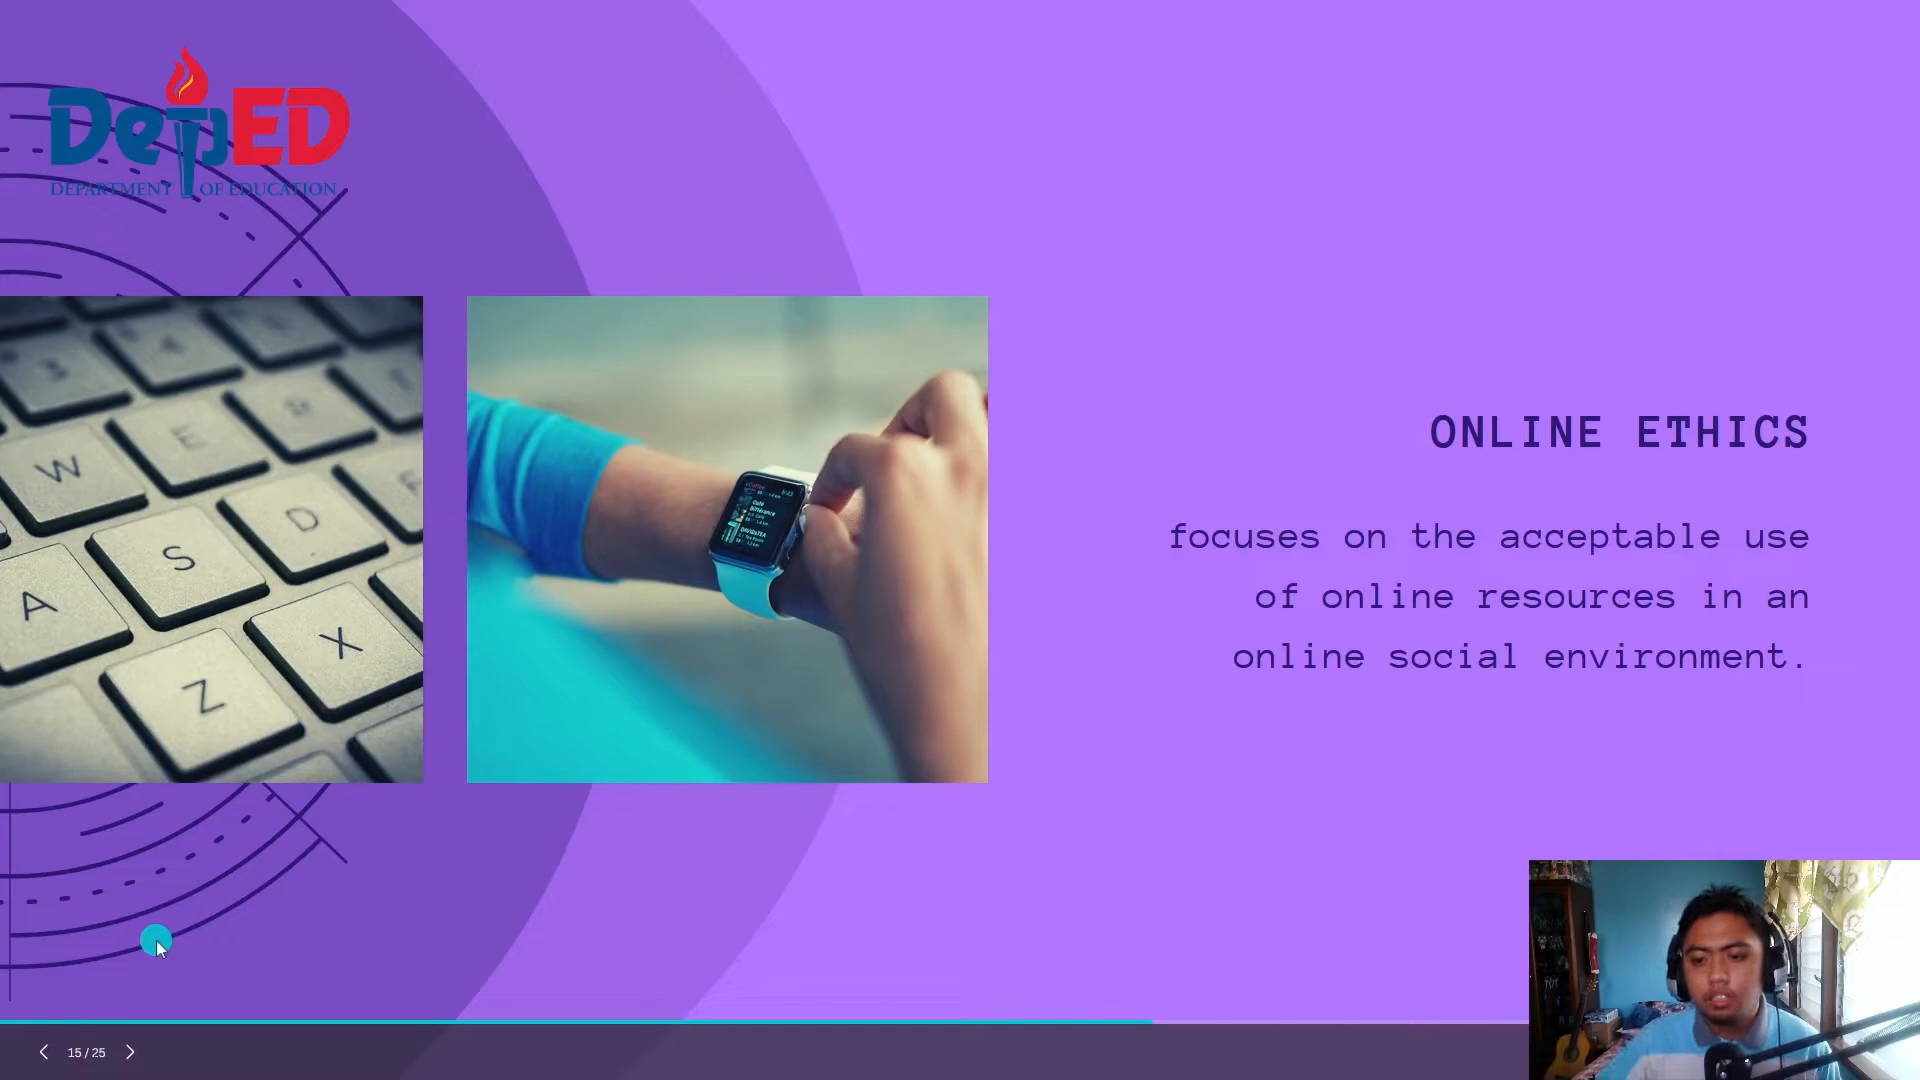 DepED
DEPARTMENT OF EDUCATION
W
E
R
A
S
D
F
Z
X
ONLINE ETHICS
focuses on the acceptable use
of online resources in an
online social environment.
15 / 25